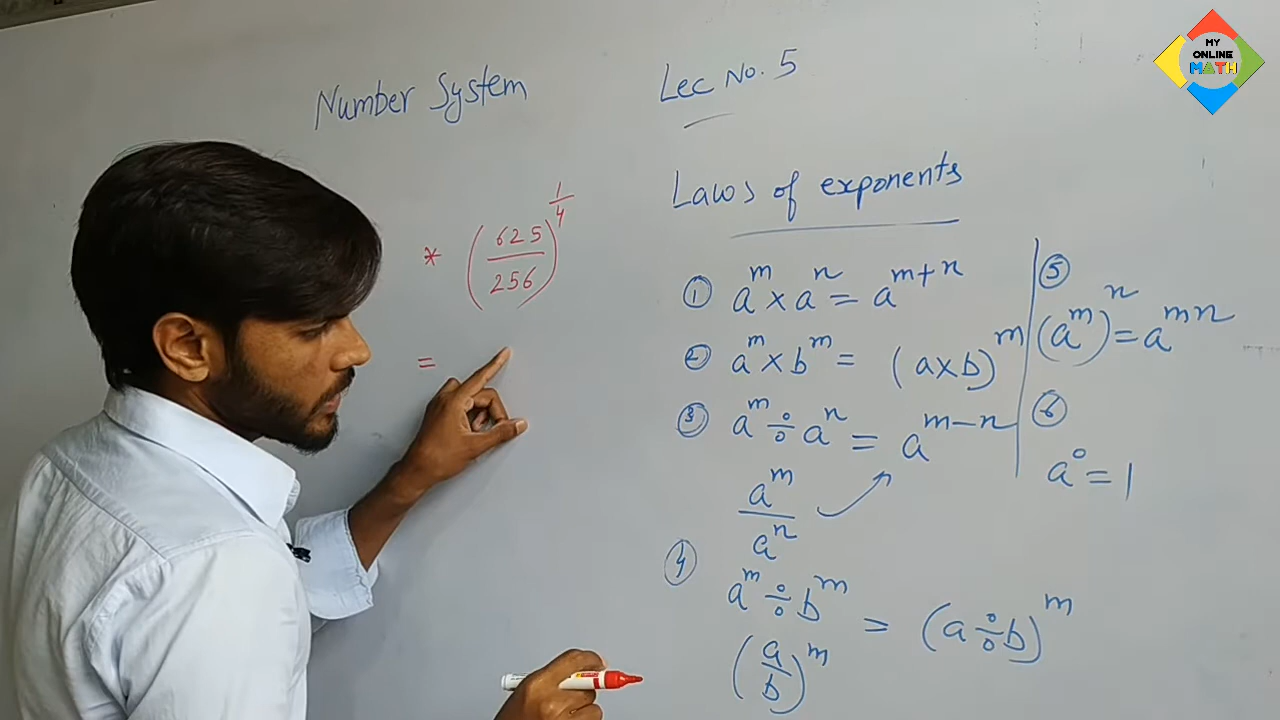 MY
ONLINE
MATH
Number System
Lec No. 5
* (625/256)^1/4
=
Laws of exponents
① a^m × a^n = a^m+n
② a^m × b^m = (a×b)^m
③ a^m ÷ a^n = a^m−n
a^m/a^n
④ a^m ÷ b^m = (a÷b)^m
(a/b)^m
⑤
(a^m)^n = a^mn
⑥
a^0 = 1